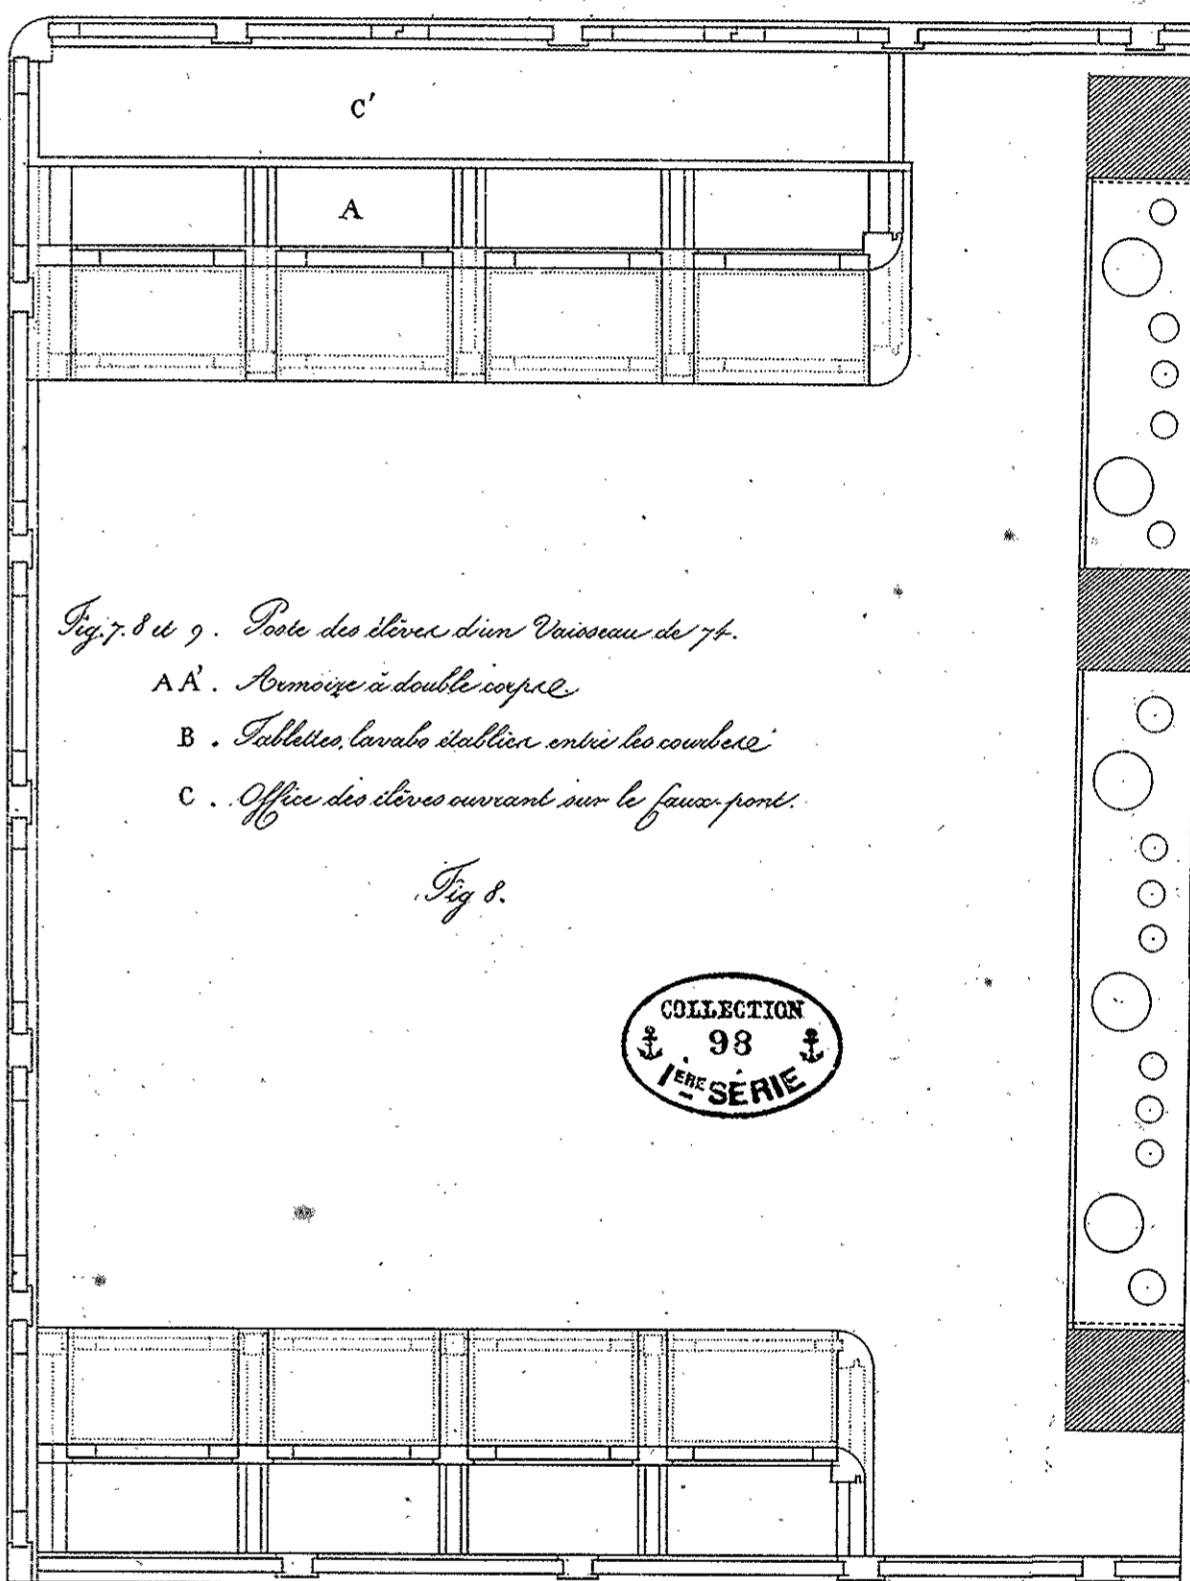 C'
A
Fig. 7. 8 et 9. Poste des élèves d'un Vaisseau de 74.
AA'. Armoire à double corps
B. Tablettes, lavabo établies entre les courbes
C. Office des élèves ouvrant sur le faux-pont.
Fig 8.
COLLECTION
98
1ERE SÉRIE